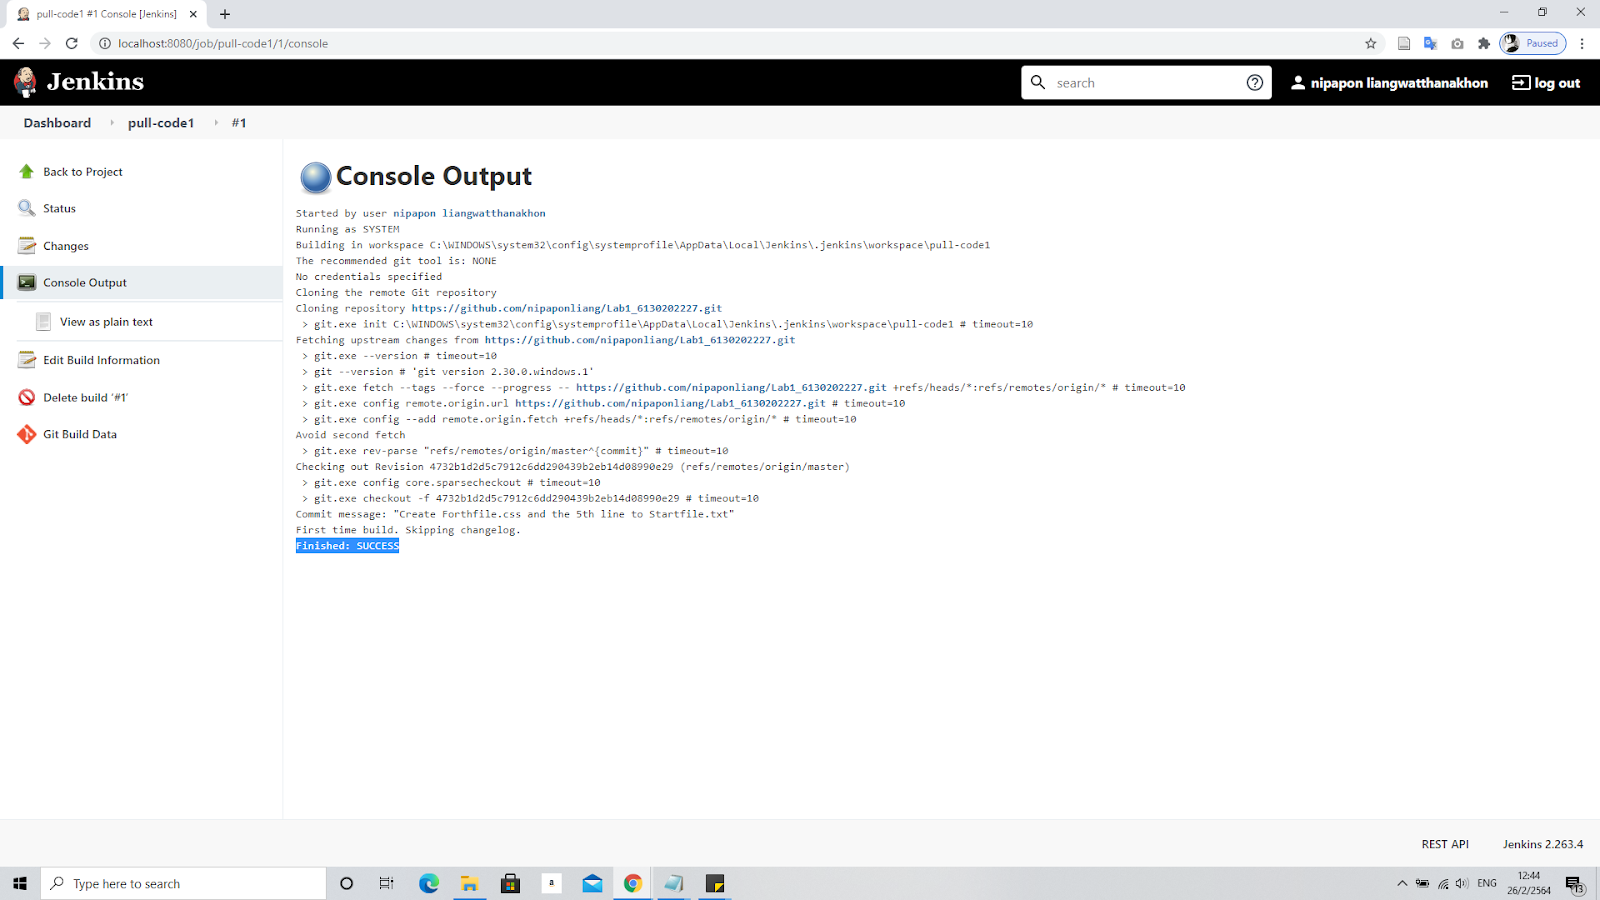 pull-code1 #1 Console [Jenkins]
localhost:8080/job/pull-code1/1/console
Paused
Jenkins
search
nipapon liangwatthanakhon
log out
Dashboard
pull-code1
#1
Back to Project
Status
Changes
Console Output
View as plain text
Edit Build Information
Delete build ‘#1’
Git Build Data
Console Output
Started by user nipapon liangwatthanakhon
Running as SYSTEM
Building in workspace C:\WINDOWS\system32\config\systemprofile\AppData\Local\Jenkins\.jenkins\workspace\pull-code1
The recommended git tool is: NONE
No credentials specified
Cloning the remote Git repository
Cloning repository https://github.com/nipaponliang/Lab1_6130202227.git
> git.exe init C:\WINDOWS\system32\config\systemprofile\AppData\Local\Jenkins\.jenkins\workspace\pull-code1 # timeout=10
Fetching upstream changes from https://github.com/nipaponliang/Lab1_6130202227.git
> git.exe --version # timeout=10
> git --version # 'git version 2.30.0.windows.1'
> git.exe fetch --tags --force --progress -- https://github.com/nipaponliang/Lab1_6130202227.git +refs/heads/*:refs/remotes/origin/* # timeout=10
> git.exe config remote.origin.url https://github.com/nipaponliang/Lab1_6130202227.git # timeout=10
> git.exe config --add remote.origin.fetch +refs/heads/*:refs/remotes/origin/* # timeout=10
Avoid second fetch
> git.exe rev-parse "refs/remotes/origin/master^{commit}" # timeout=10
Checking out Revision 4732b1d2d5c7912c6dd290439b2eb14d08990e29 (refs/remotes/origin/master)
> git.exe config core.sparsecheckout # timeout=10
> git.exe checkout -f 4732b1d2d5c7912c6dd290439b2eb14d08990e29 # timeout=10
Commit message: "Create Forthfile.css and the 5th line to Startfile.txt"
First time build. Skipping changelog.
Finished: SUCCESS
REST API
Jenkins 2.263.4
Type here to search
a
ENG
12:44
26/2/2564
13